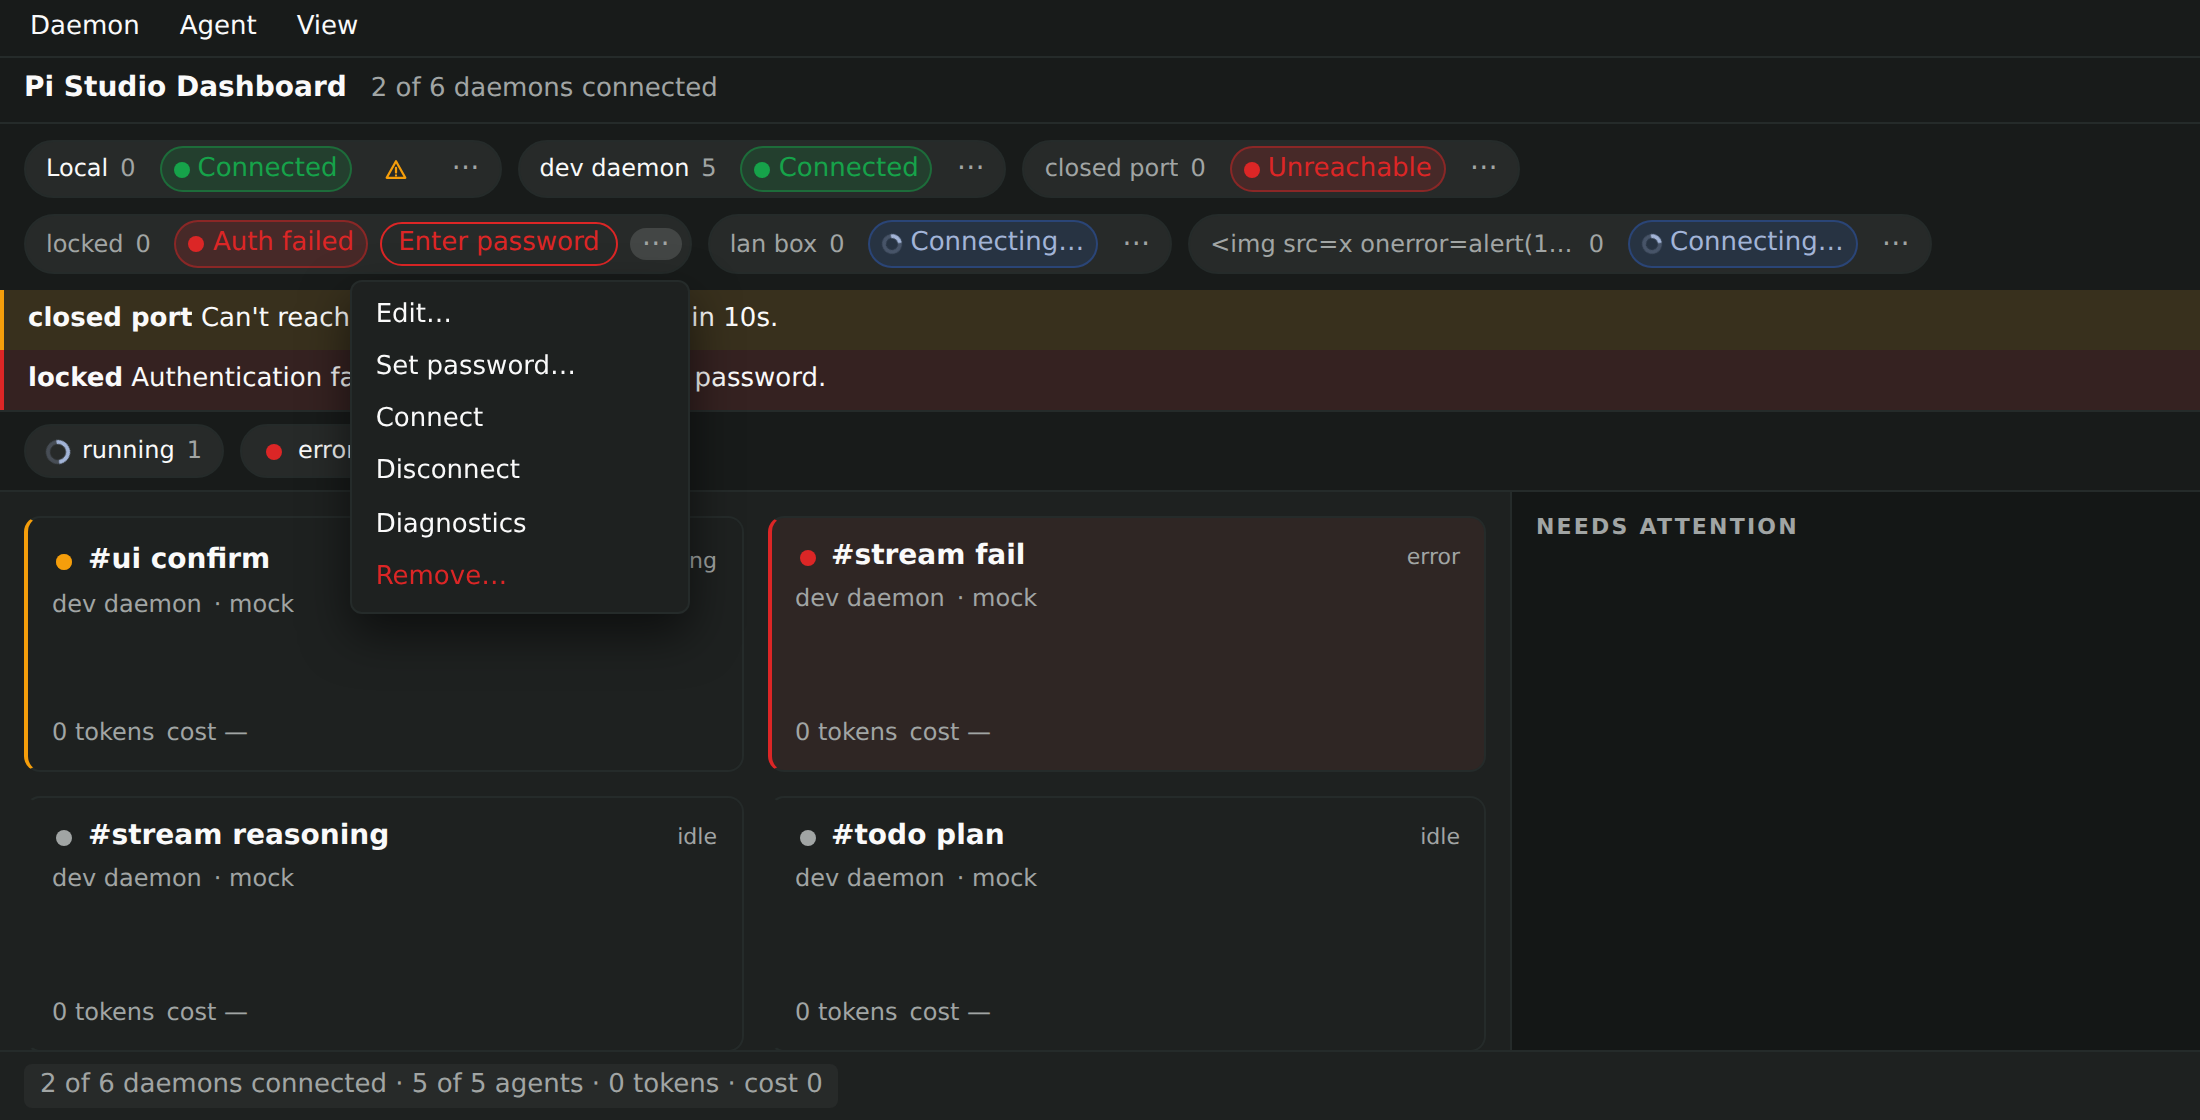 Daemon Agent View
Pi Studio Dashboard 2 of 6 daemons connected
Local 0 Connected ⚠ ⋯ dev daemon 5 Connected ⋯ closed port 0 Unreachable ⋯
locked 0 Auth failed Enter password ⋯ lan box 0 Connecting… ⋯ <img src=x onerror=alert(1… 0 Connecting… ⋯
closed port Can't reach in 10s.
locked Authentication password.
Edit…
Set password…
Connect
Disconnect
Diagnostics
Remove…
running 1
#ui confirm
dev daemon · mock
0 tokens cost —
#stream fail error
dev daemon · mock
0 tokens cost —
#stream reasoning idle
dev daemon · mock
0 tokens cost —
#todo plan idle
dev daemon · mock
0 tokens cost —
NEEDS ATTENTION
2 of 6 daemons connected · 5 of 5 agents · 0 tokens · cost 0